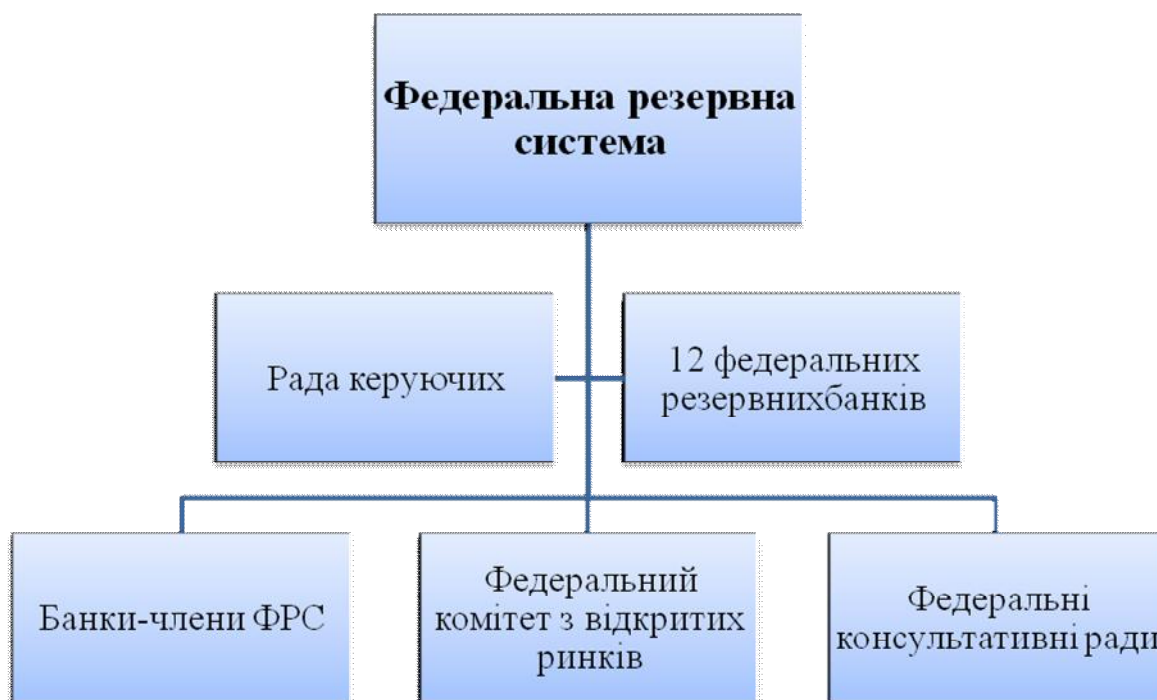 Федеральна резервна
система
Рада керуючих
12 федеральних
резервнихбанків
Банки-члени ФРС
Федеральний
комітет з відкритих
ринків
Федеральні
консультативні ради